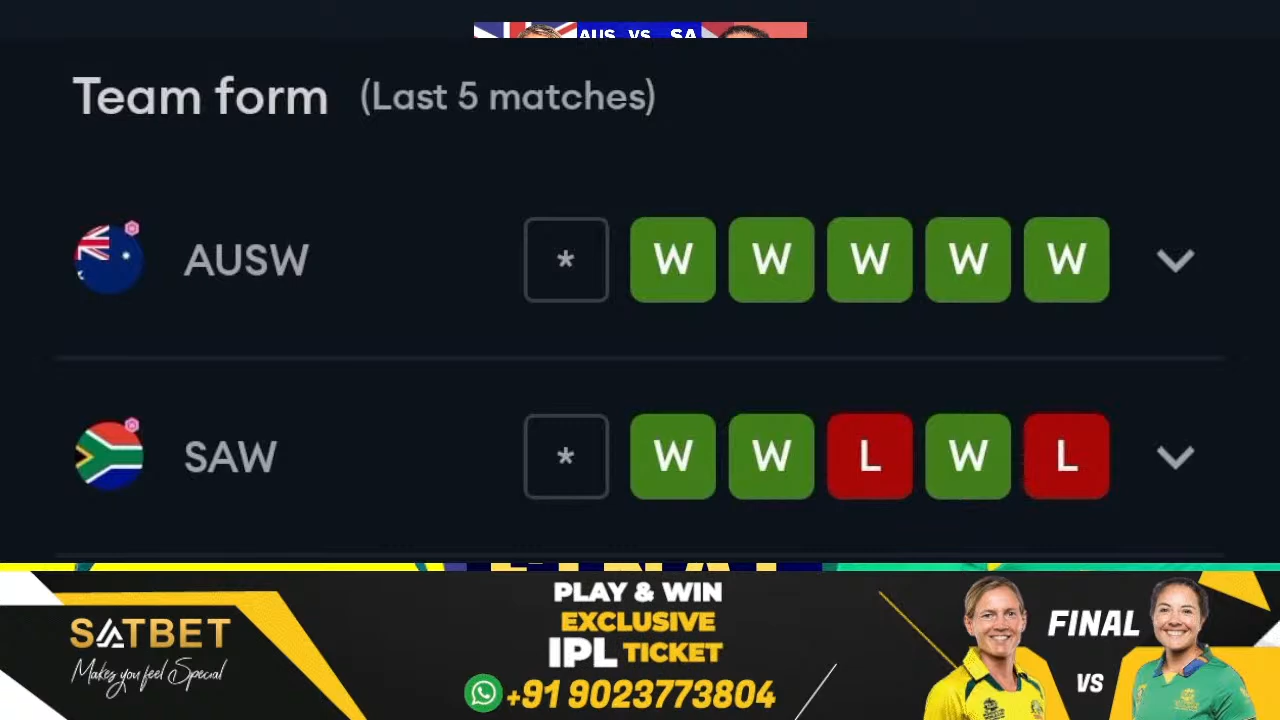 AUS VS SA
Team form (Last 5 matches)
AUSW * W W W W W
SAW * W W L W L
SATBET
Makes you feel Special
PLAY & WIN
EXCLUSIVE
IPL TICKET
+91 9023773804
FINAL
VS